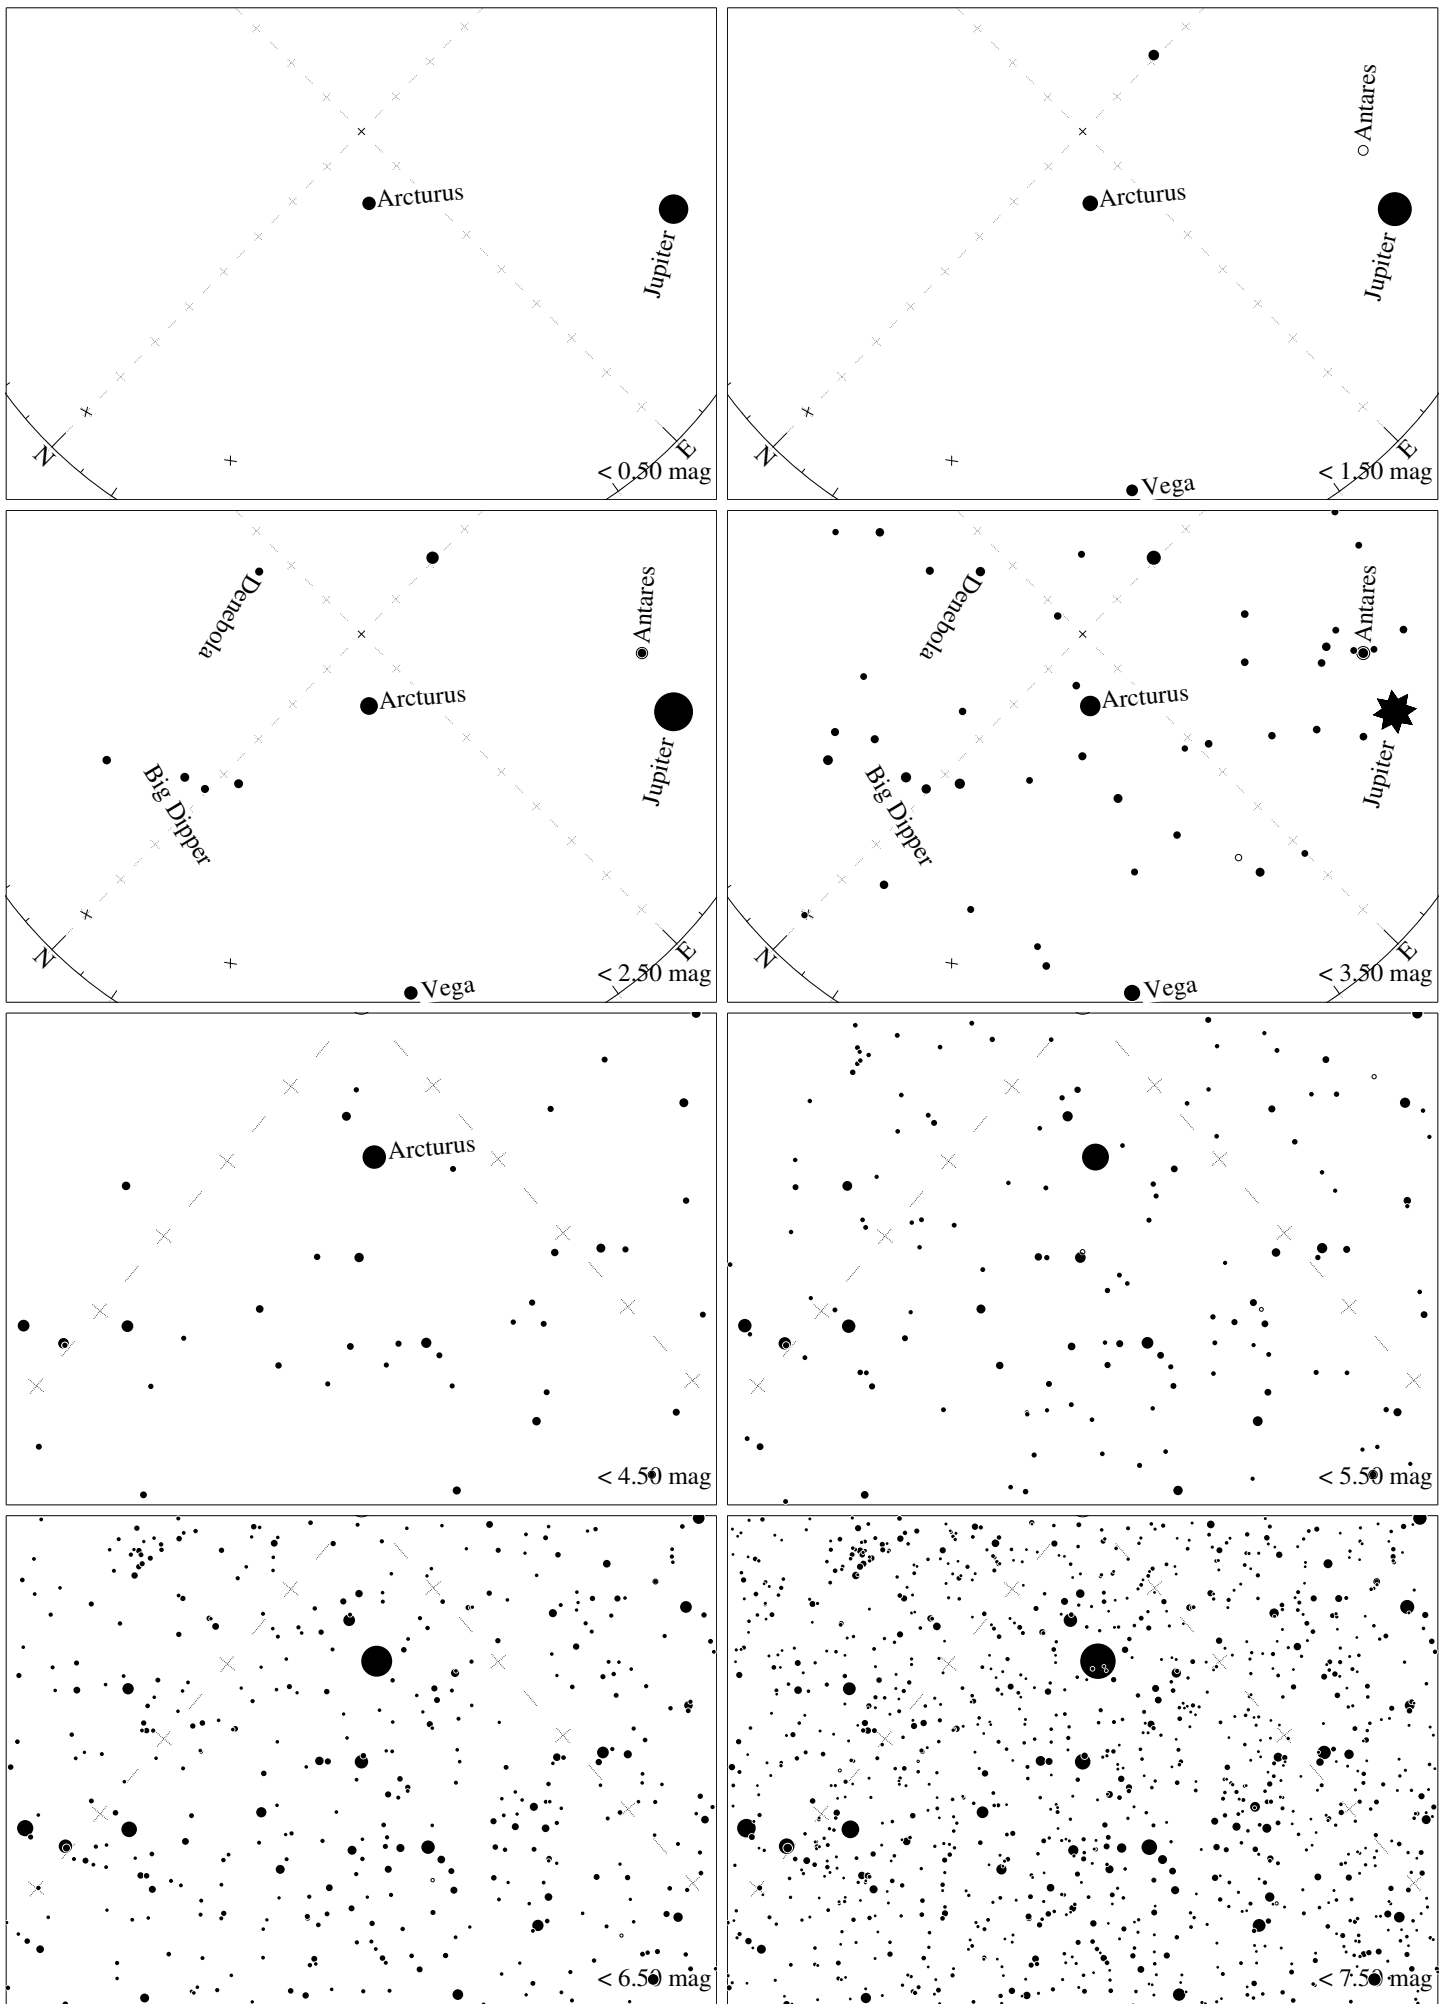 Arcturus
Jupiter
N
E
< 0.50 mag
Antares
Arcturus
Jupiter
N
E
Vega
< 1.50 mag
Denebola
Antares
Arcturus
Jupiter
Big Dipper
N
E
Vega
< 2.50 mag
Denebola
Antares
Arcturus
Jupiter
Big Dipper
N
E
Vega
< 3.50 mag
Arcturus
< 4.50 mag
< 5.50 mag
< 6.50 mag
< 7.50 mag